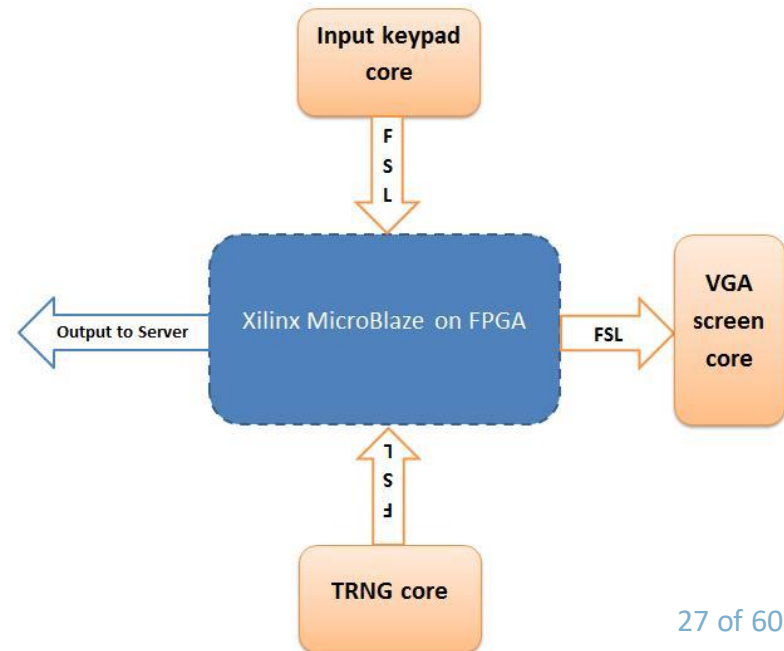 Input keypad
core
F
S
L
Output to Server
Xilinx MicroBlaze on FPGA
FSL
VGA
screen
core
F
S
L
TRNG core
27 of 60